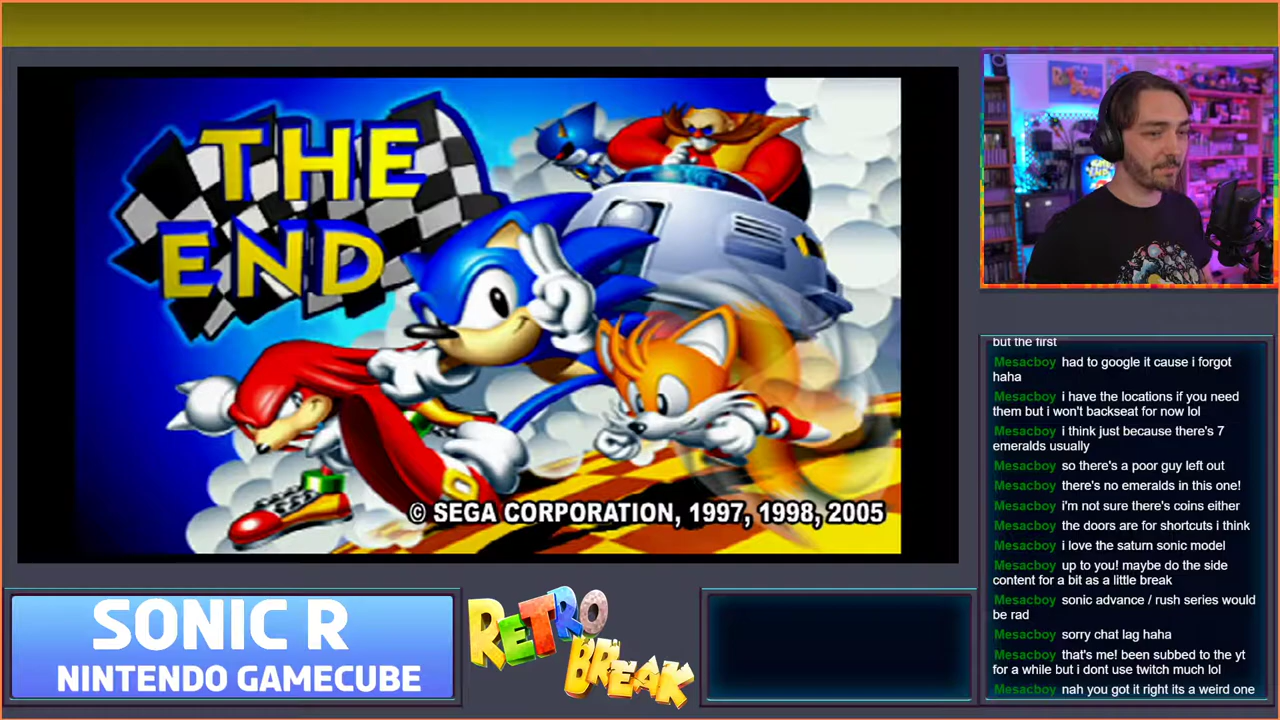 THE
END
© SEGA CORPORATION, 1997, 1998, 2005
but the first
Mesacboy had to google it cause i forgot
haha
Mesacboy i have the locations if you need
them but i won't backseat for now lol
Mesacboy i think just because there's 7
emeralds usually
Mesacboy so there's a poor guy left out
Mesacboy there's no emeralds in this one!
Mesacboy i'm not sure there's coins either
Mesacboy the doors are for shortcuts i think
Mesacboy i love the saturn sonic model
Mesacboy up to you! maybe do the side
content for a bit as a little break
Mesacboy sonic advance / rush series would
be rad
Mesacboy sorry chat lag haha
Mesacboy that's me! been subbed to the yt
for a while but i dont use twitch much lol
Mesacboy nah you got it right its a weird one
SONIC R
NINTENDO GAMECUBE
RETRO
BREAK